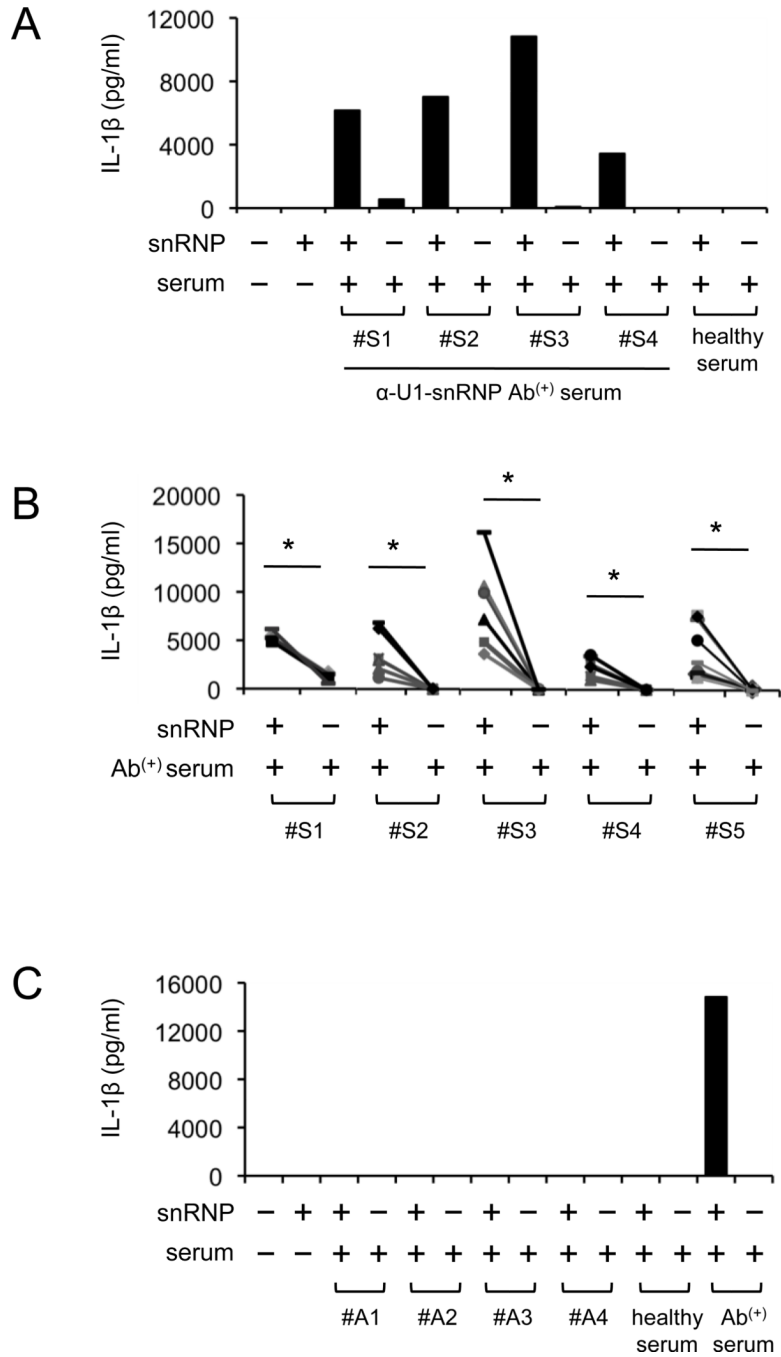 A
IL-1β (pg/ml)
12000
8000
4000
0
snRNP − + + − + − + − + − + −
serum − − + + + + + + + + + +
#S1 #S2 #S3 #S4 healthy serum
α-U1-snRNP Ab(+) serum
B
IL-1β (pg/ml)
20000
15000
10000
5000
0
* * * * *
snRNP + − + − + − + − + −
Ab(+) serum + + + + + + + + + +
#S1 #S2 #S3 #S4 #S5
C
IL-1β (pg/ml)
16000
12000
8000
4000
0
snRNP − + + − + − + − + − + − + −
serum − − + + + + + + + + + + + +
#A1 #A2 #A3 #A4 healthy Ab(+)
serum serum